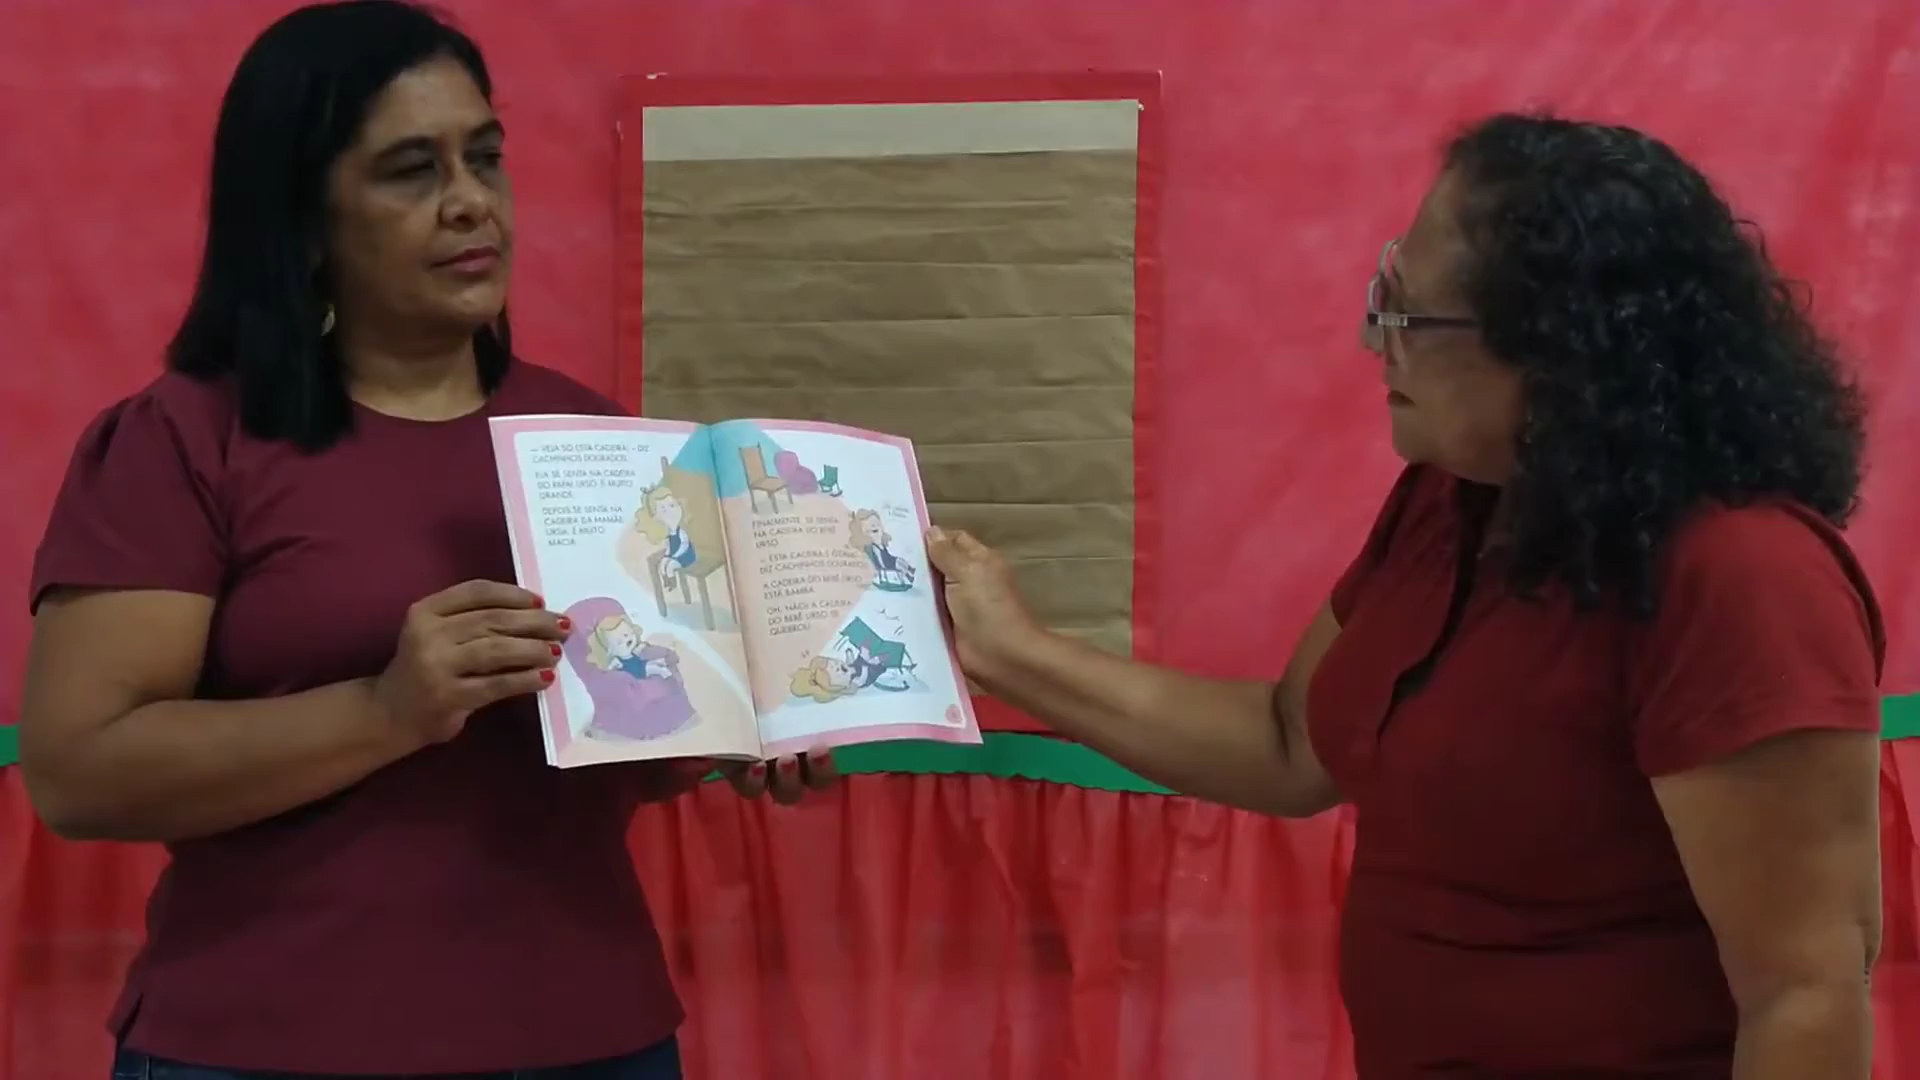 — VEJA SÓ ESTA CADEIRA! – DIZ
CACHINHOS DOURADOS.
ELA SE SENTA NA CADEIRA
DO PAPAI URSO. É MUITO
GRANDE.
DEPOIS, SE SENTA NA
CADEIRA DA MAMÃE
URSA. É MUITO
MACIA.
FINALMENTE, SE SENTA
NA CADEIRA DO BEBÊ
URSO.
— ESTA CADEIRA É ÓTIMA! –
DIZ CACHINHOS DOURADOS.
A CADEIRA DO BEBÊ URSO
ESTÁ BAMBA.
OH, NÃO! A CADEIRA
DO BEBÊ URSO SE
QUEBROU.